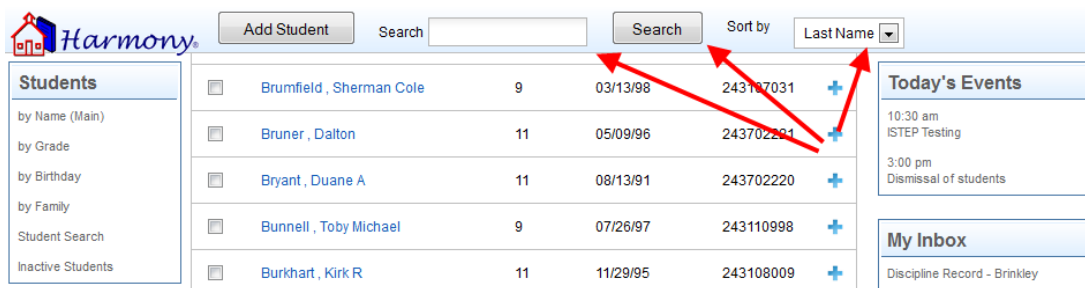 Harmony®
Add Student Search Search Sort by Last Name
Students
by Name (Main)
by Grade
by Birthday
by Family
Student Search
Inactive Students
Brumfield , Sherman Cole 9 03/13/98 243107031
Bruner , Dalton 11 05/09/96 243702221
Bryant , Duane A 11 08/13/91 243702220
Bunnell , Toby Michael 9 07/26/97 243110998
Burkhart , Kirk R 11 11/29/95 243108009
Today's Events
10:30 am
ISTEP Testing
3:00 pm
Dismissal of students
My Inbox
Discipline Record - Brinkley